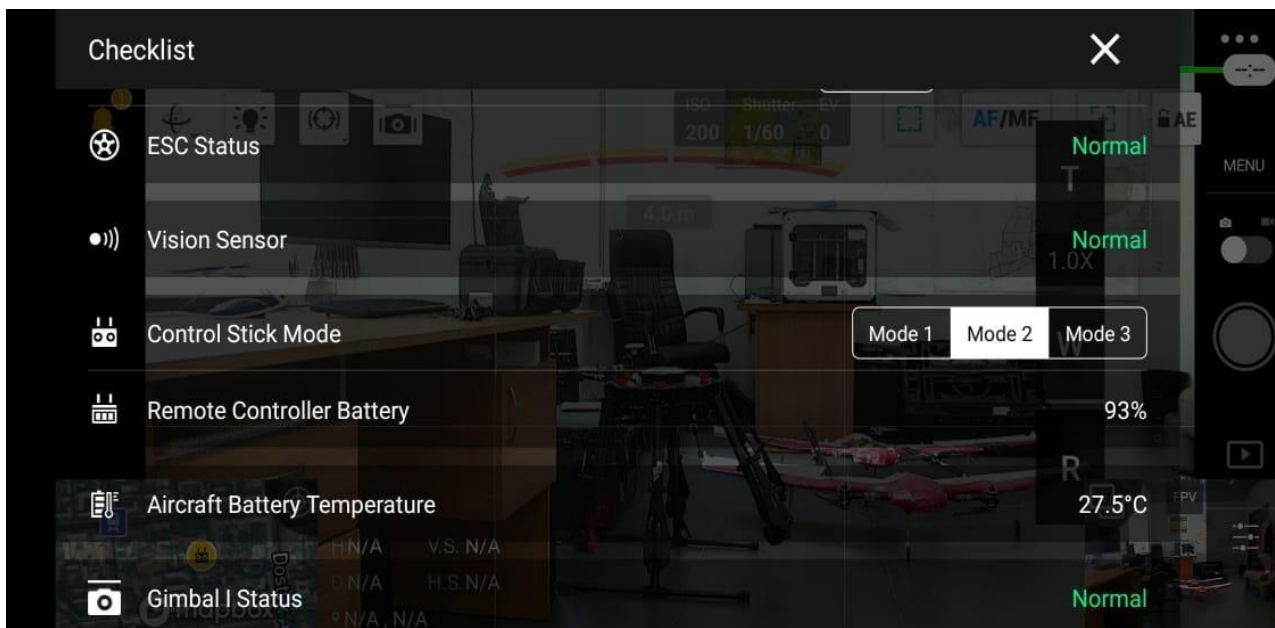 Checklist
1
ISO Shutter EV
200 1/60 0
AF/MF
AE
ESC Status Normal
T
MENU
4.0 m
Vision Sensor Normal
1.0X
Control Stick Mode Mode 1 Mode 2 Mode 3
W
Remote Controller Battery 93%
R
Aircraft Battery Temperature 27.5°C
FPV
H N/A V.S. N/A
D N/A H.S. N/A
Gimbal I Status Normal
mapbox
N/A, N/A